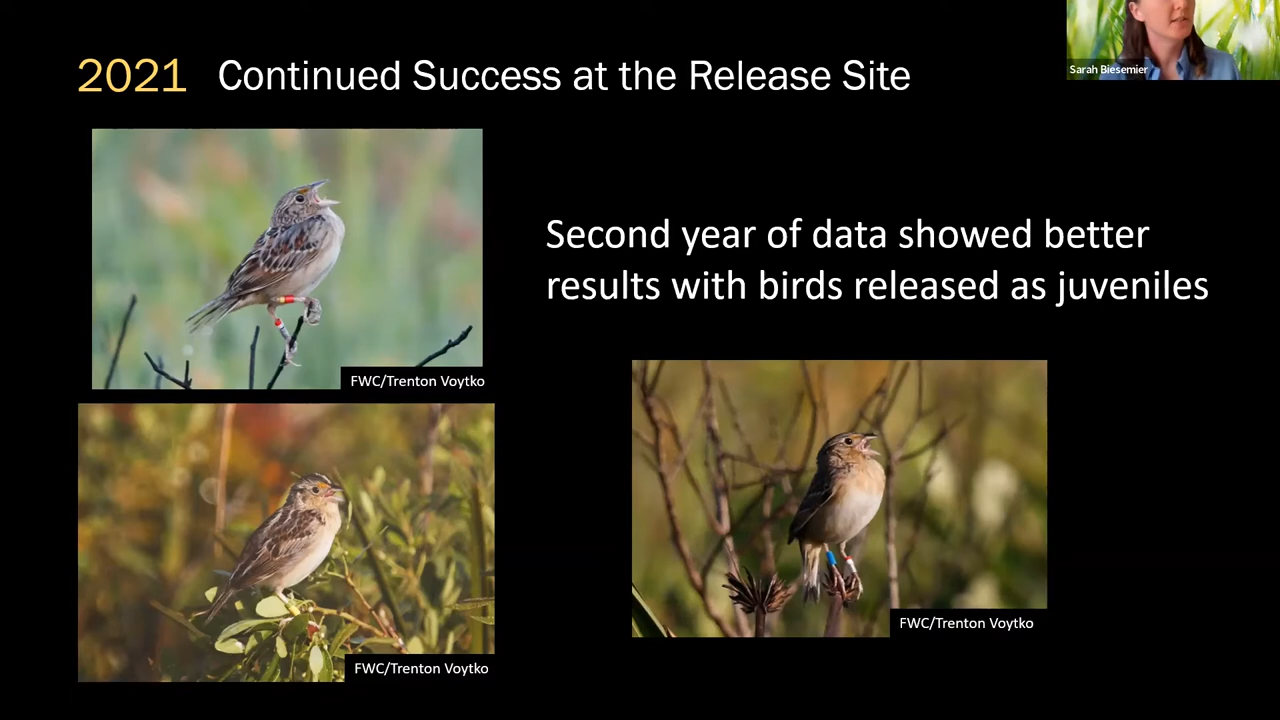 2021 Continued Success at the Release Site
Sarah Biesemier
Second year of data showed better
results with birds released as juveniles
FWC/Trenton Voytko
FWC/Trenton Voytko
FWC/Trenton Voytko